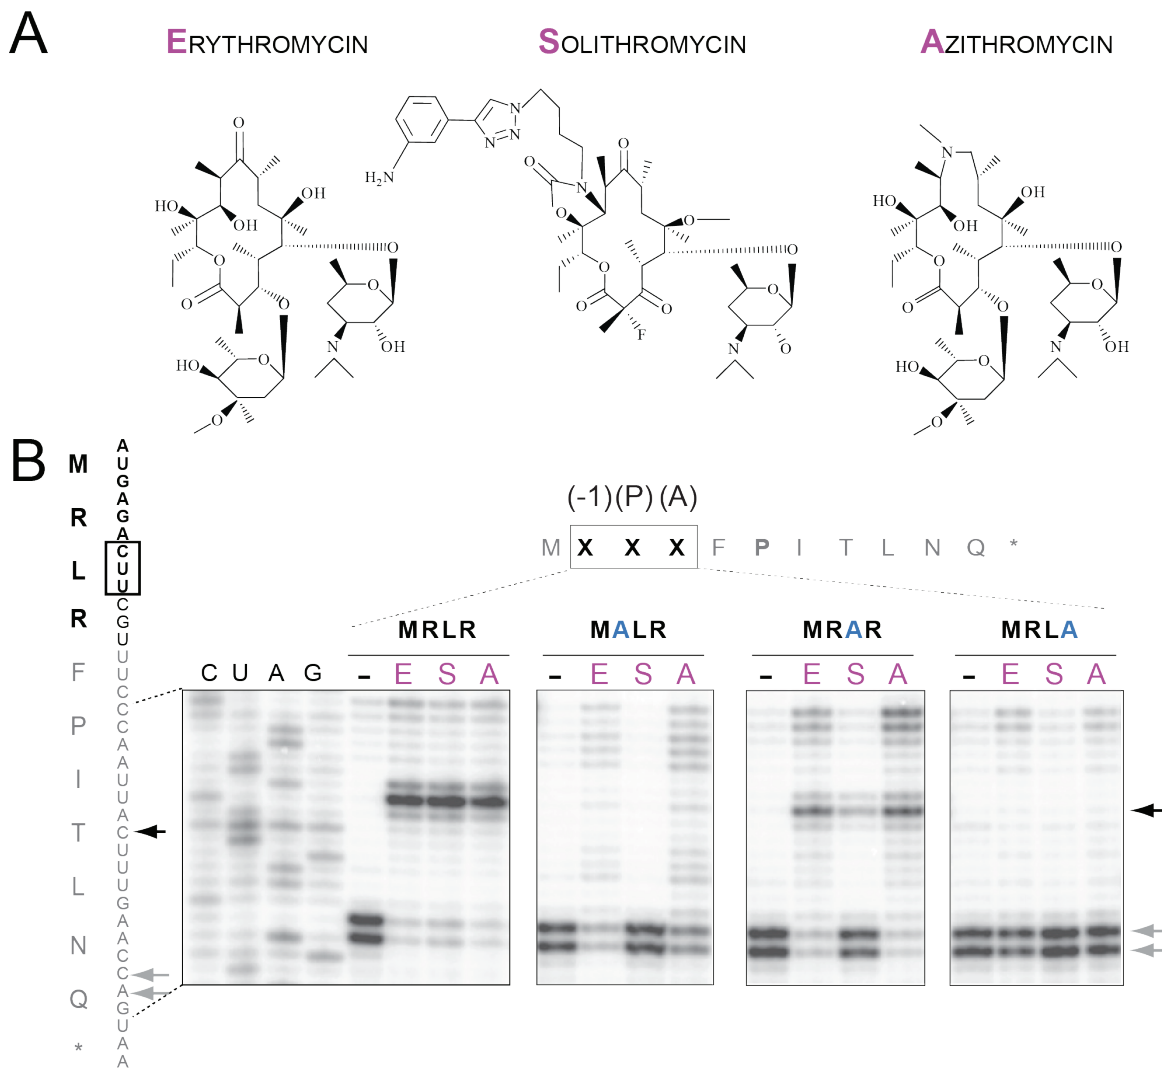 A
ERYTHROMYCIN
SOLITHROMYCIN
AZITHROMYCIN
O
OH
HO
OH
O
O
O
O
O
N
OH
HO
O
O
H2N
N
N
N
O
N
O
O
O
O
O
O
O
F
O
N
O
N
HO
OH
OH
O
O
O
O
O
N
OH
HO
O
O
B
M
R
L
R
F
P
I
T
L
N
Q
*
A
U
G
A
G
A
C
U
U
C
G
U
U
U
C
C
C
A
A
U
U
A
C
U
U
U
G
A
A
C
C
A
G
U
A
A
(-1) (P) (A)
M X X X F P I T L N Q *
MRLR
MALR
MRAR
MRLA
C U A G
- E S A
- E S A
- E S A
- E S A